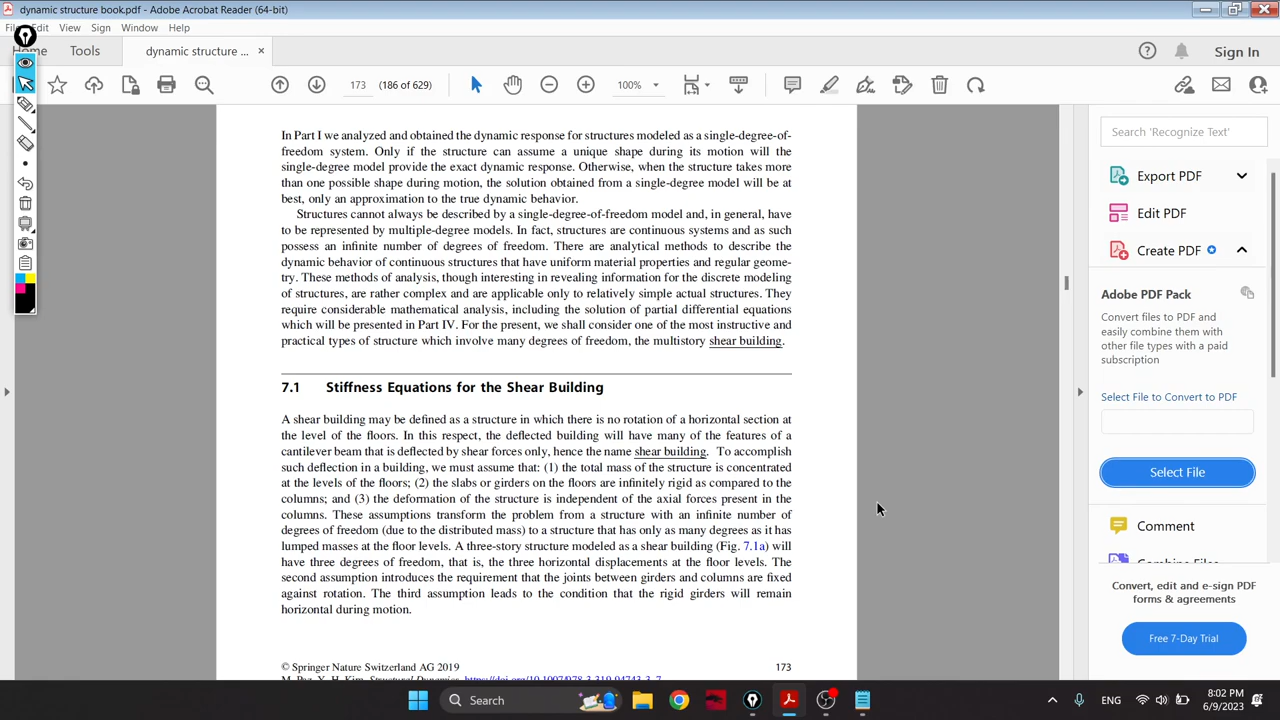 dynamic structure book.pdf - Adobe Acrobat Reader (64-bit)
File Edit View Sign Window Help
Home Tools dynamic structure ... × Sign In
173 (186 of 629) 100%
In Part I we analyzed and obtained the dynamic response for structures modeled as a single-degree-of-
freedom system. Only if the structure can assume a unique shape during its motion will the
single-degree model provide the exact dynamic response. Otherwise, when the structure takes more
than one possible shape during motion, the solution obtained from a single-degree model will be at
best, only an approximation to the true dynamic behavior.
Structures cannot always be described by a single-degree-of-freedom model and, in general, have
to be represented by multiple-degree models. In fact, structures are continuous systems and as such
possess an infinite number of degrees of freedom. There are analytical methods to describe the
dynamic behavior of continuous structures that have uniform material properties and regular geome-
try. These methods of analysis, though interesting in revealing information for the discrete modeling
of structures, are rather complex and are applicable only to relatively simple actual structures. They
require considerable mathematical analysis, including the solution of partial differential equations
which will be presented in Part IV. For the present, we shall consider one of the most instructive and
practical types of structure which involve many degrees of freedom, the multistory shear building.
7.1 Stiffness Equations for the Shear Building
A shear building may be defined as a structure in which there is no rotation of a horizontal section at
the level of the floors. In this respect, the deflected building will have many of the features of a
cantilever beam that is deflected by shear forces only, hence the name shear building. To accomplish
such deflection in a building, we must assume that: (1) the total mass of the structure is concentrated
at the levels of the floors; (2) the slabs or girders on the floors are infinitely rigid as compared to the
columns; and (3) the deformation of the structure is independent of the axial forces present in the
columns. These assumptions transform the problem from a structure with an infinite number of
degrees of freedom (due to the distributed mass) to a structure that has only as many degrees as it has
lumped masses at the floor levels. A three-story structure modeled as a shear building (Fig. 7.1a) will
have three degrees of freedom, that is, the three horizontal displacements at the floor levels. The
second assumption introduces the requirement that the joints between girders and columns are fixed
against rotation. The third assumption leads to the condition that the rigid girders will remain
horizontal during motion.
© Springer Nature Switzerland AG 2019 173
M. Paz, Y. H. Kim, Structural Dynamics, https://doi.org/10.1007/978-3-319-94743-3_7
Search 'Recognize Text'
Export PDF
Edit PDF
Create PDF
Adobe PDF Pack
Convert files to PDF and
easily combine them with
other file types with a paid
subscription
Select File to Convert to PDF
Select File
Comment
Combine Files
Convert, edit and e-sign PDF
forms & agreements
Free 7-Day Trial
Search
ENG
8:02 PM
6/9/2023